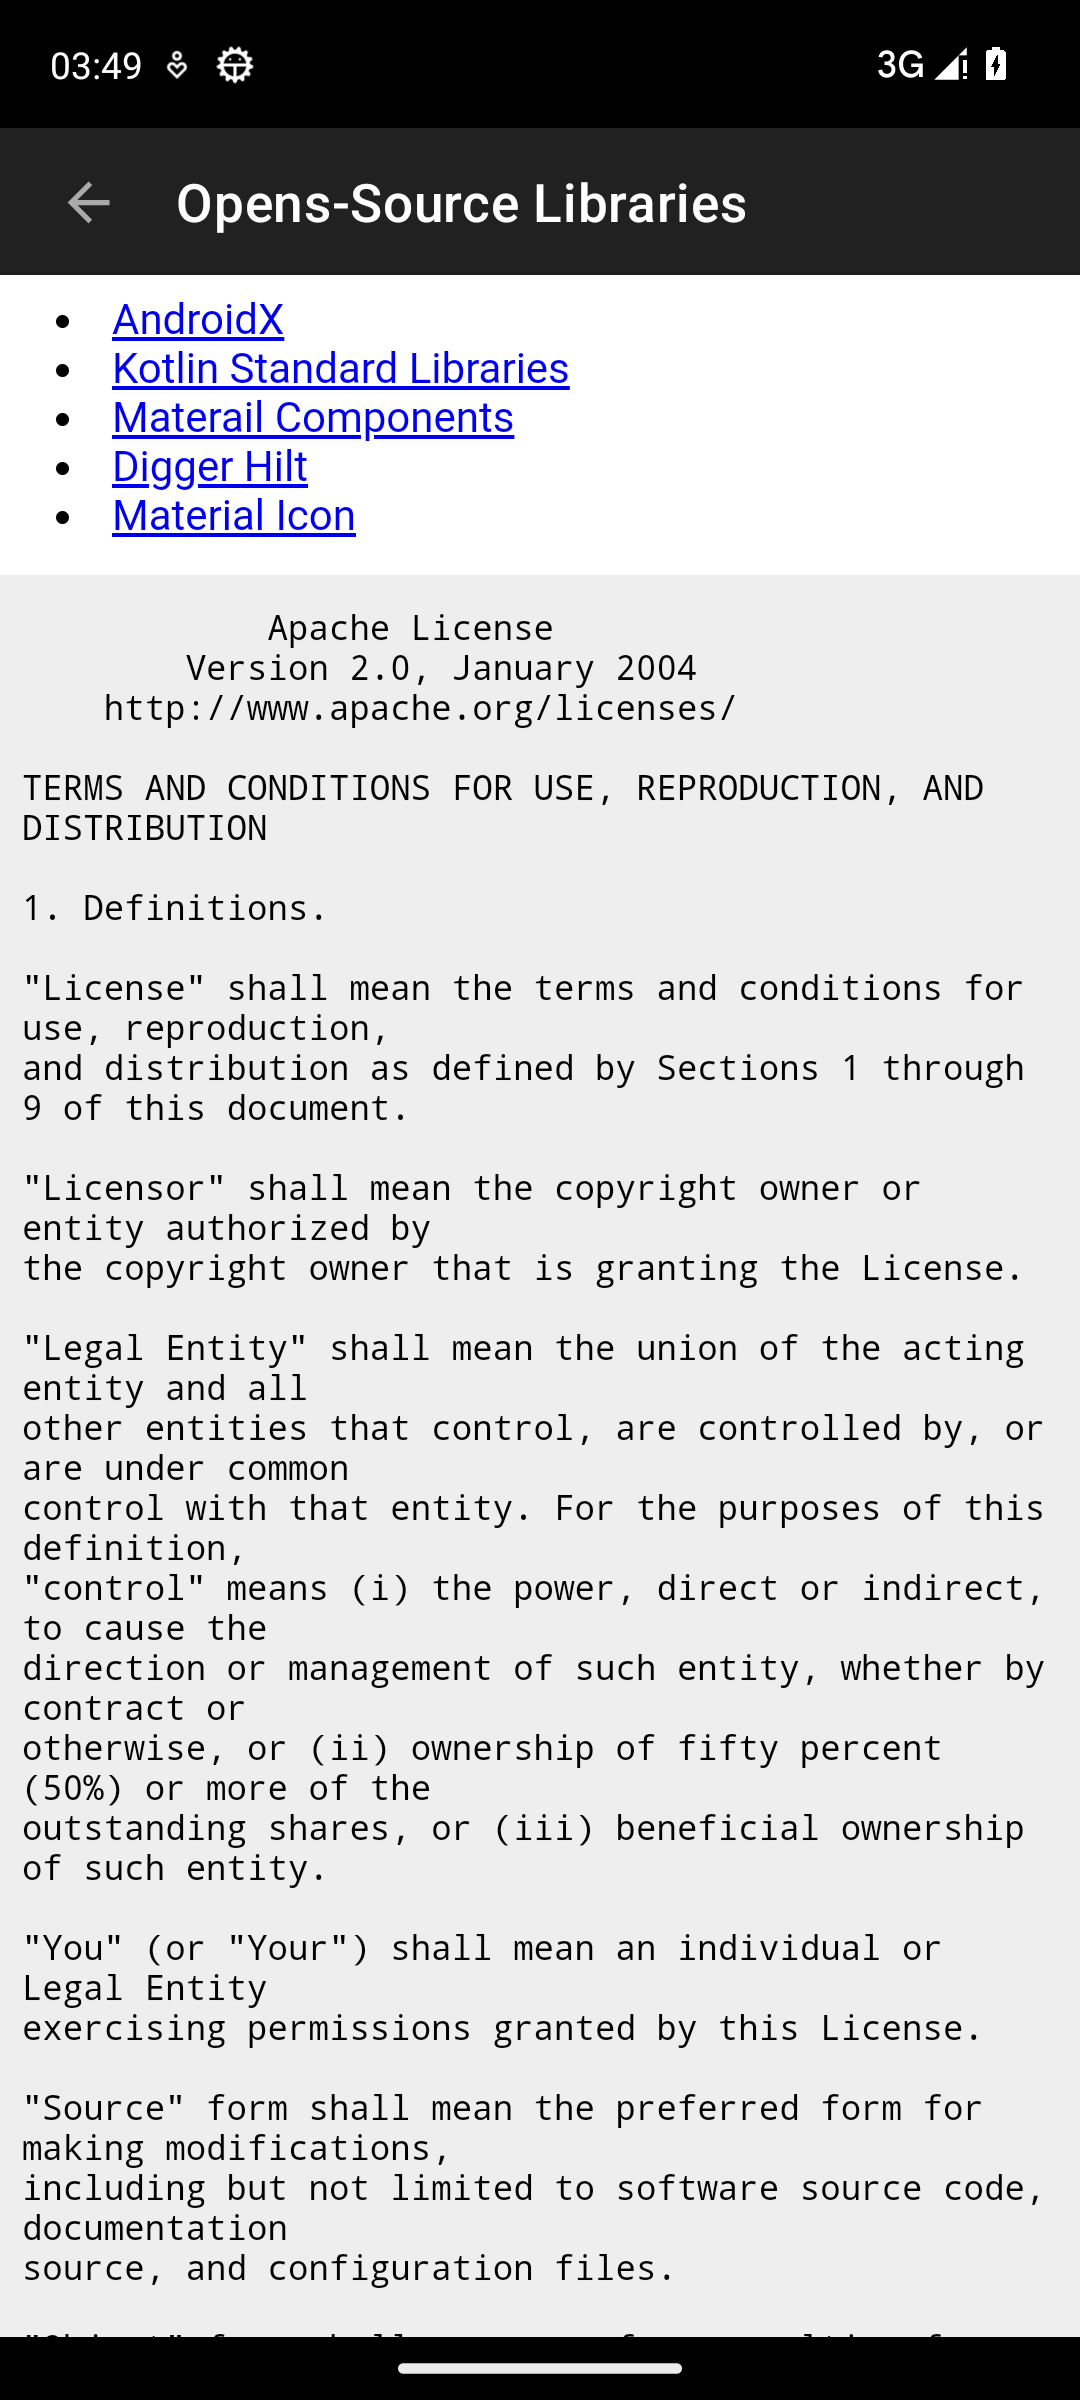 03:49
3G
Opens-Source Libraries
AndroidX
Kotlin Standard Libraries
Materail Components
Digger Hilt
Material Icon
Apache License
Version 2.0, January 2004
http://www.apache.org/licenses/
TERMS AND CONDITIONS FOR USE, REPRODUCTION, AND
DISTRIBUTION
1. Definitions.
"License" shall mean the terms and conditions for
use, reproduction,
and distribution as defined by Sections 1 through
9 of this document.
"Licensor" shall mean the copyright owner or
entity authorized by
the copyright owner that is granting the License.
"Legal Entity" shall mean the union of the acting
entity and all
other entities that control, are controlled by, or
are under common
control with that entity. For the purposes of this
definition,
"control" means (i) the power, direct or indirect,
to cause the
direction or management of such entity, whether by
contract or
otherwise, or (ii) ownership of fifty percent
(50%) or more of the
outstanding shares, or (iii) beneficial ownership
of such entity.
"You" (or "Your") shall mean an individual or
Legal Entity
exercising permissions granted by this License.
"Source" form shall mean the preferred form for
making modifications,
including but not limited to software source code,
documentation
source, and configuration files.